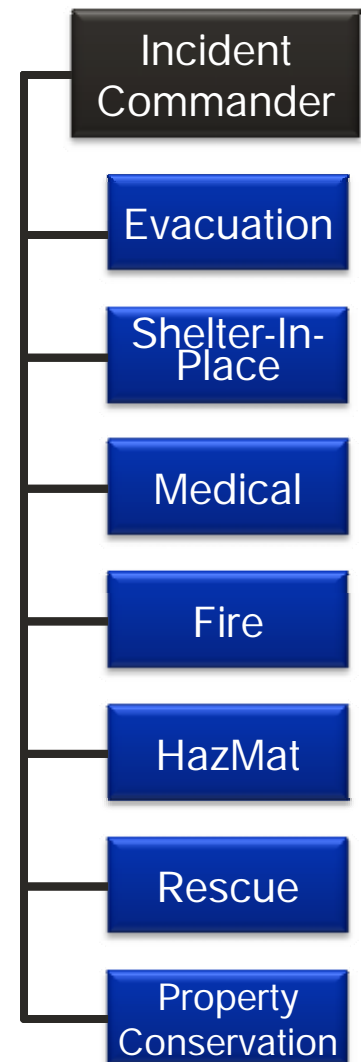 Incident
Commander
Evacuation
Shelter-In-
Place
Medical
Fire
HazMat
Rescue
Property
Conservation